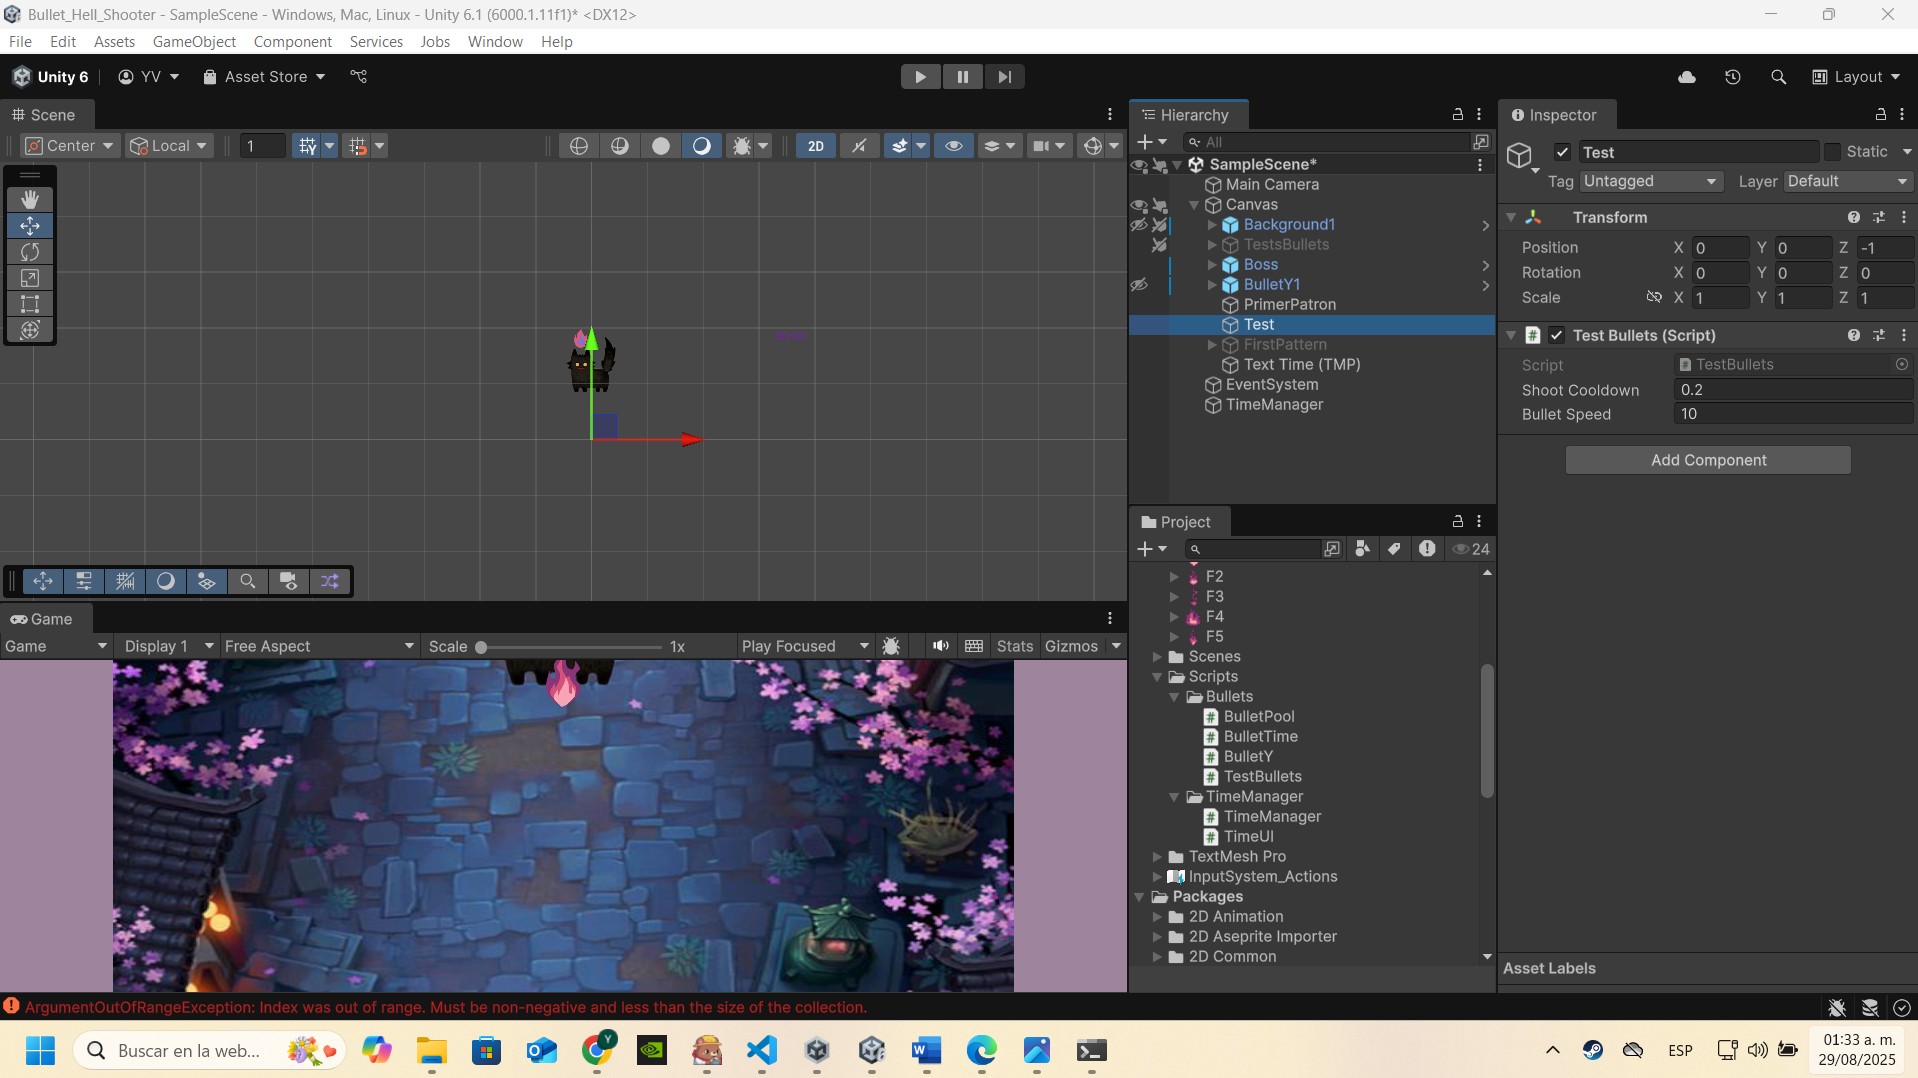 Bullet_Hell_Shooter - SampleScene - Windows, Mac, Linux - Unity 6.1 (6000.1.11f1)* <DX12>
File Edit Assets GameObject Component Services Jobs Window Help
Unity 6 YV Asset Store Layout
Scene
Center Local 1 2D
Hierarchy
All
SampleScene*
Main Camera
Canvas
Background1
TestsBullets
Boss
BulletY1
PrimerPatron
Test
FirstPattern
Text Time (TMP)
EventSystem
TimeManager
Inspector
Test Static
Tag Untagged Layer Default
Transform
Position X 0 Y 0 Z -1
Rotation X 0 Y 0 Z 0
Scale X 1 Y 1 Z 1
Test Bullets (Script)
Script TestBullets
Shoot Cooldown 0.2
Bullet Speed 10
Add Component
Asset Labels
Project
24
F2
F3
F4
F5
Scenes
Scripts
Bullets
BulletPool
BulletTime
BulletY
TestBullets
TimeManager
TimeManager
TimeUI
TextMesh Pro
InputSystem_Actions
Packages
2D Animation
2D Aseprite Importer
2D Common
Game
Game Display 1 Free Aspect Scale 1x Play Focused Stats Gizmos
ArgumentOutOfRangeException: Index was out of range. Must be non-negative and less than the size of the collection.
Buscar en la web...
ESP
01:33 a. m.
29/08/2025